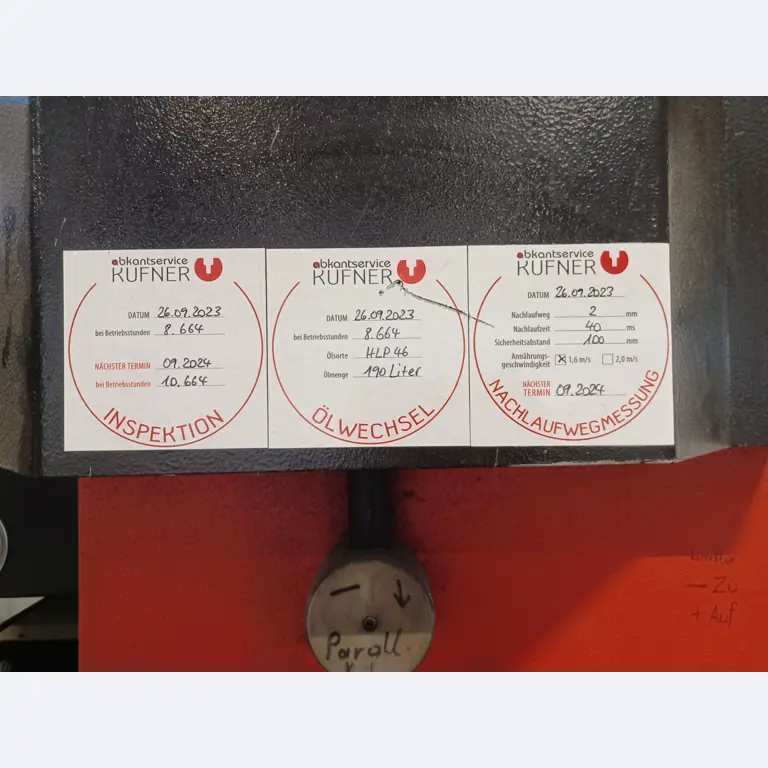 abkantservice
KUFNER
DATUM 26.09.2023
bei Betriebsstunden 8.664
NÄCHSTER TERMIN 09.2024
bei Betriebsstunden 10.664
INSPEKTION
abkantservice
KUFNER
DATUM 26.09.2023
bei Betriebsstunden 8.664
Ölsorte HLP 46
Ölmenge 190 Liter
ÖLWECHSEL
abkantservice
KUFNER
DATUM 26.09.2023
Nachlaufweg 2 mm
Nachlaufzeit 40 ms
Sicherheitsabstand 100 mm
Annährungs-
geschwindigkeit 1,6 m/s 2,0 m/s
NÄCHSTER
TERMIN 09.2024
NACHLAUFWEGMESSUNG
Parall.
– Zu
+ Auf